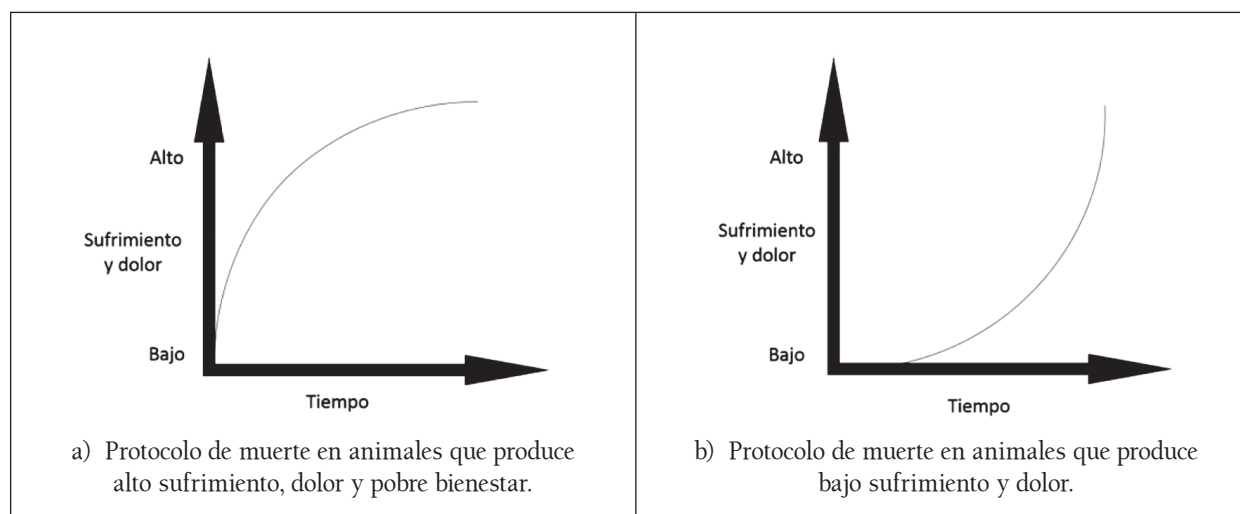 Alto
Sufrimiento
y dolor
Bajo
Tiempo
a) Protocolo de muerte en animales que produce
alto sufrimiento, dolor y pobre bienestar.
Alto
Sufrimiento
y dolor
Bajo
Tiempo
b) Protocolo de muerte en animales que produce
bajo sufrimiento y dolor.